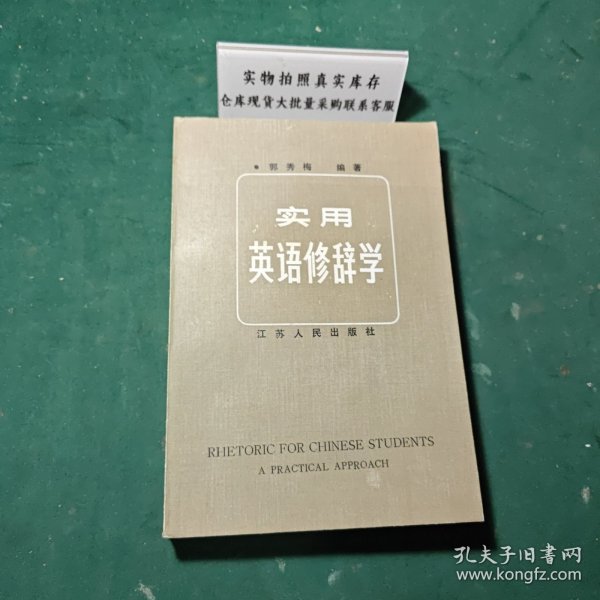 实物拍照真实库存
仓库现货大批量采购联系客服
• 郭秀梅 编著
实用
英语修辞学
江苏人民出版社
RHETORIC FOR CHINESE STUDENTS
A PRACTICAL APPROACH
孔夫子旧书网
www.kongfz.com